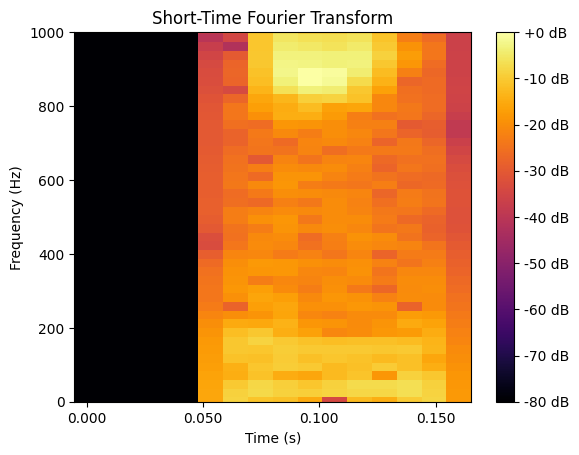 Short-Time Fourier Transform
1000
800
600
400
200
0
Frequency (Hz)
0.000
0.050
0.100
0.150
Time (s)
+0 dB
-10 dB
-20 dB
-30 dB
-40 dB
-50 dB
-60 dB
-70 dB
-80 dB